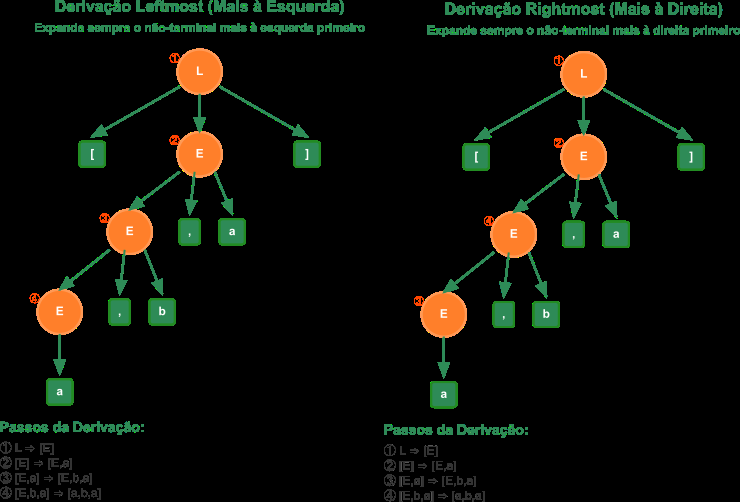 Derivação Leftmost (Mais à Esquerda)
Expande sempre o não-terminal mais à esquerda primeiro
① L
[
② E
]
③ E
,
a
④ E
,
b
a
Passos da Derivação:
① L ⇒ [E]
② [E] ⇒ [E,a]
③ [E,a] ⇒ [E,b,a]
④ [E,b,a] ⇒ [a,b,a]
Derivação Rightmost (Mais à Direita)
Expande sempre o não-terminal mais à direita primeiro
① L
[
② E
]
④ E
,
a
③ E
,
b
a
Passos da Derivação:
① L ⇒ [E]
② [E] ⇒ [E,a]
③ [E,a] ⇒ [E,b,a]
④ [E,b,a] ⇒ [a,b,a]